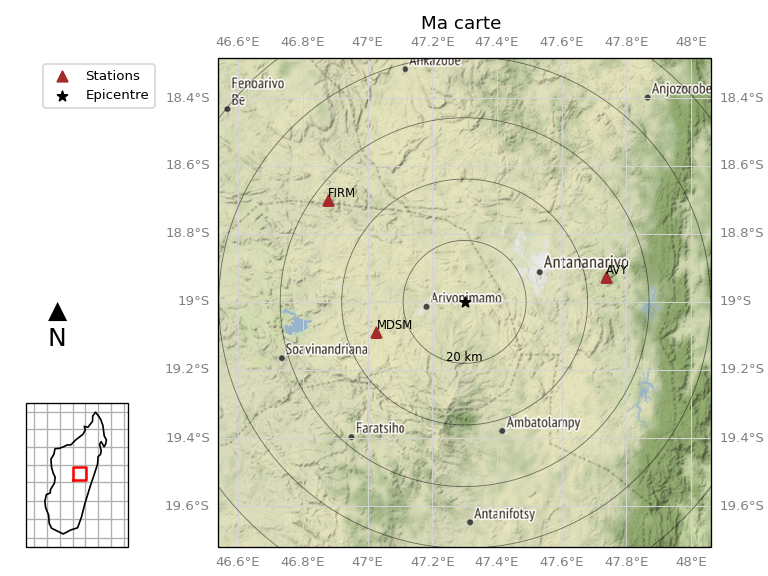 Ma carte
46.6°E 46.8°E 47°E 47.2°E 47.4°E 47.6°E 47.8°E 48°E
Stations
Epicentre
Ankazobe
Fenoarivo
Be
Anjozorobe
18.4°S 18.4°S
18.6°S 18.6°S
FIRM
18.8°S 18.8°S
Antananarivo
AVY
19°S 19°S
Arivonimamo
MDSM
N
Soavinandriana
20 km
19.2°S 19.2°S
Faratsiho
Ambatolampy
19.4°S 19.4°S
19.6°S 19.6°S
Antanifotsy
46.6°E 46.8°E 47°E 47.2°E 47.4°E 47.6°E 47.8°E 48°E